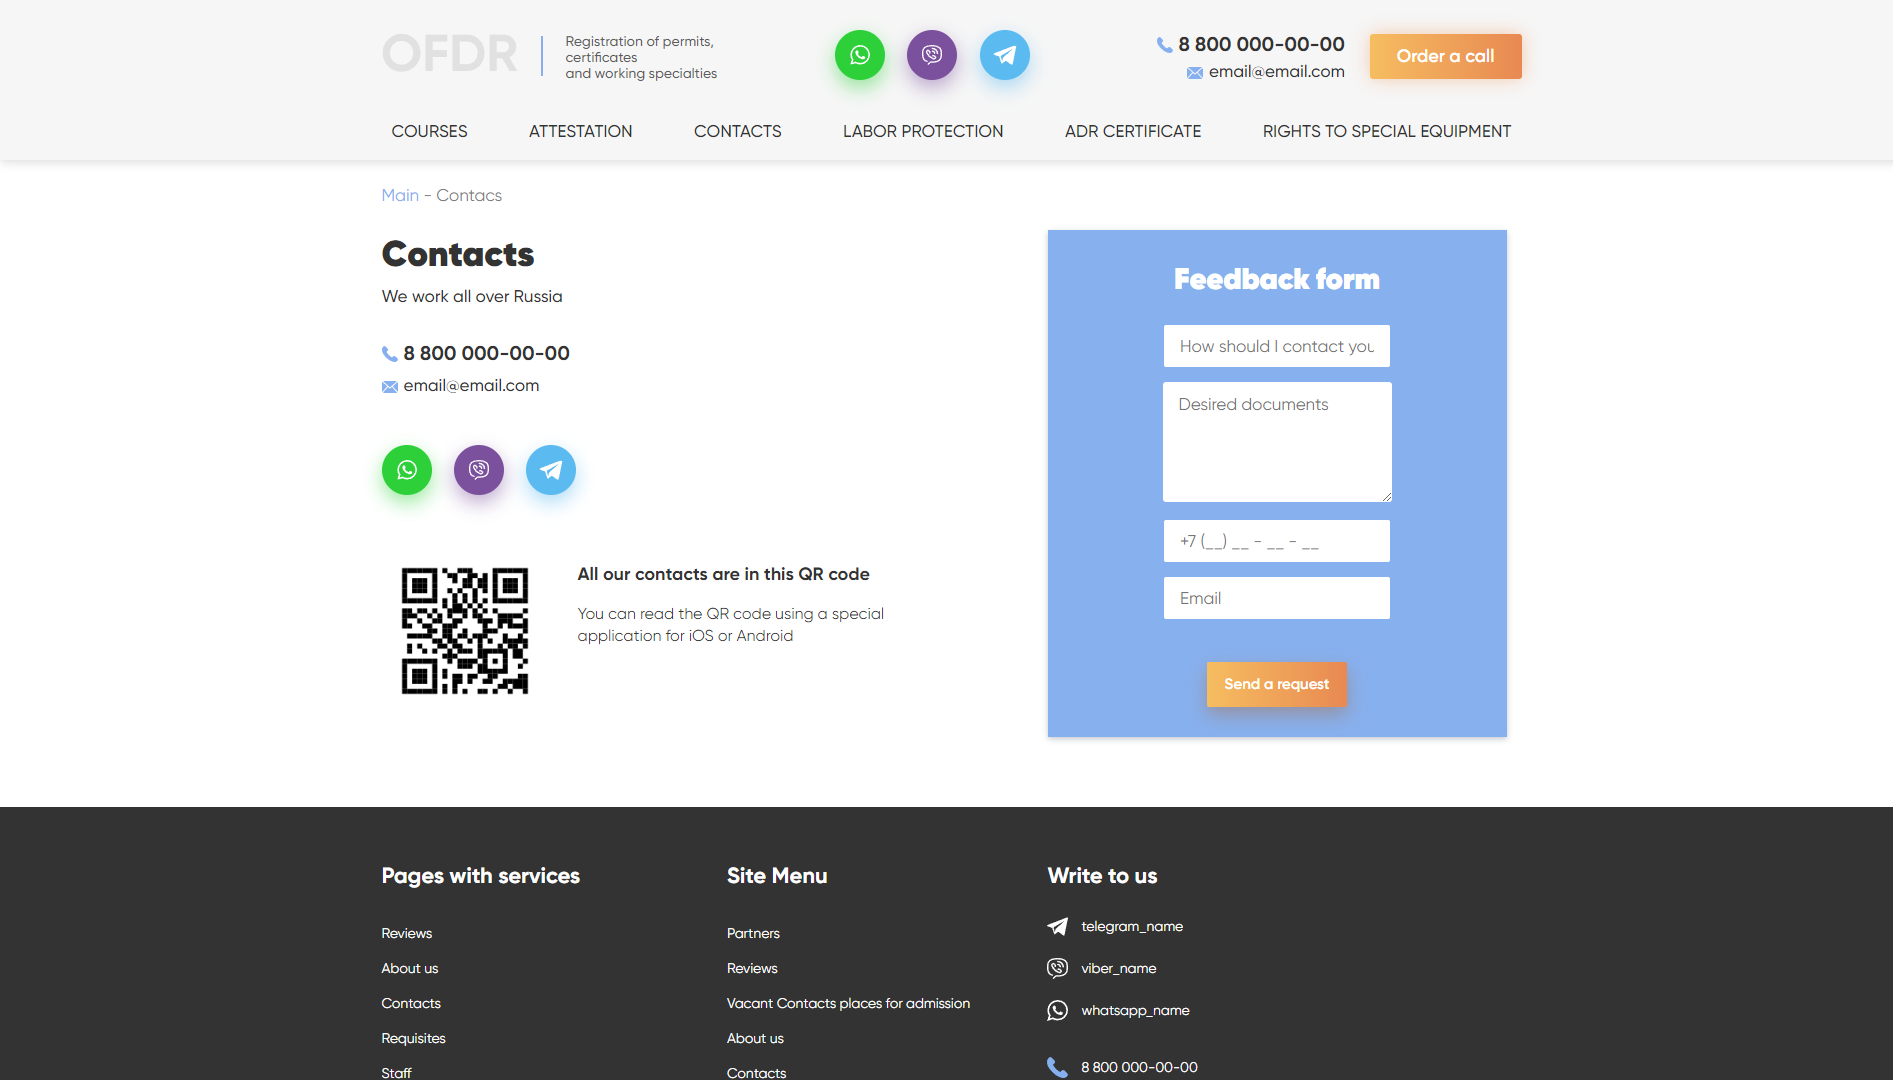 OFDR
Registration of permits,
certificates
and working specialties
8 800 000-00-00
email@email.com
Order a call
COURSES
ATTESTATION
CONTACTS
LABOR PROTECTION
ADR CERTIFICATE
RIGHTS TO SPECIAL EQUIPMENT
Main - Contacs
Contacts
We work all over Russia
8 800 000-00-00
email@email.com
All our contacts are in this QR code
You can read the QR code using a special
application for iOS or Android
Feedback form
How should I contact you
Desired documents
+7 (__) __ - __ - __
Email
Send a request
Pages with services
Reviews
About us
Contacts
Requisites
Staff
Site Menu
Partners
Reviews
Vacant Contacts places for admission
About us
Contacts
Write to us
telegram_name
viber_name
whatsapp_name
8 800 000-00-00